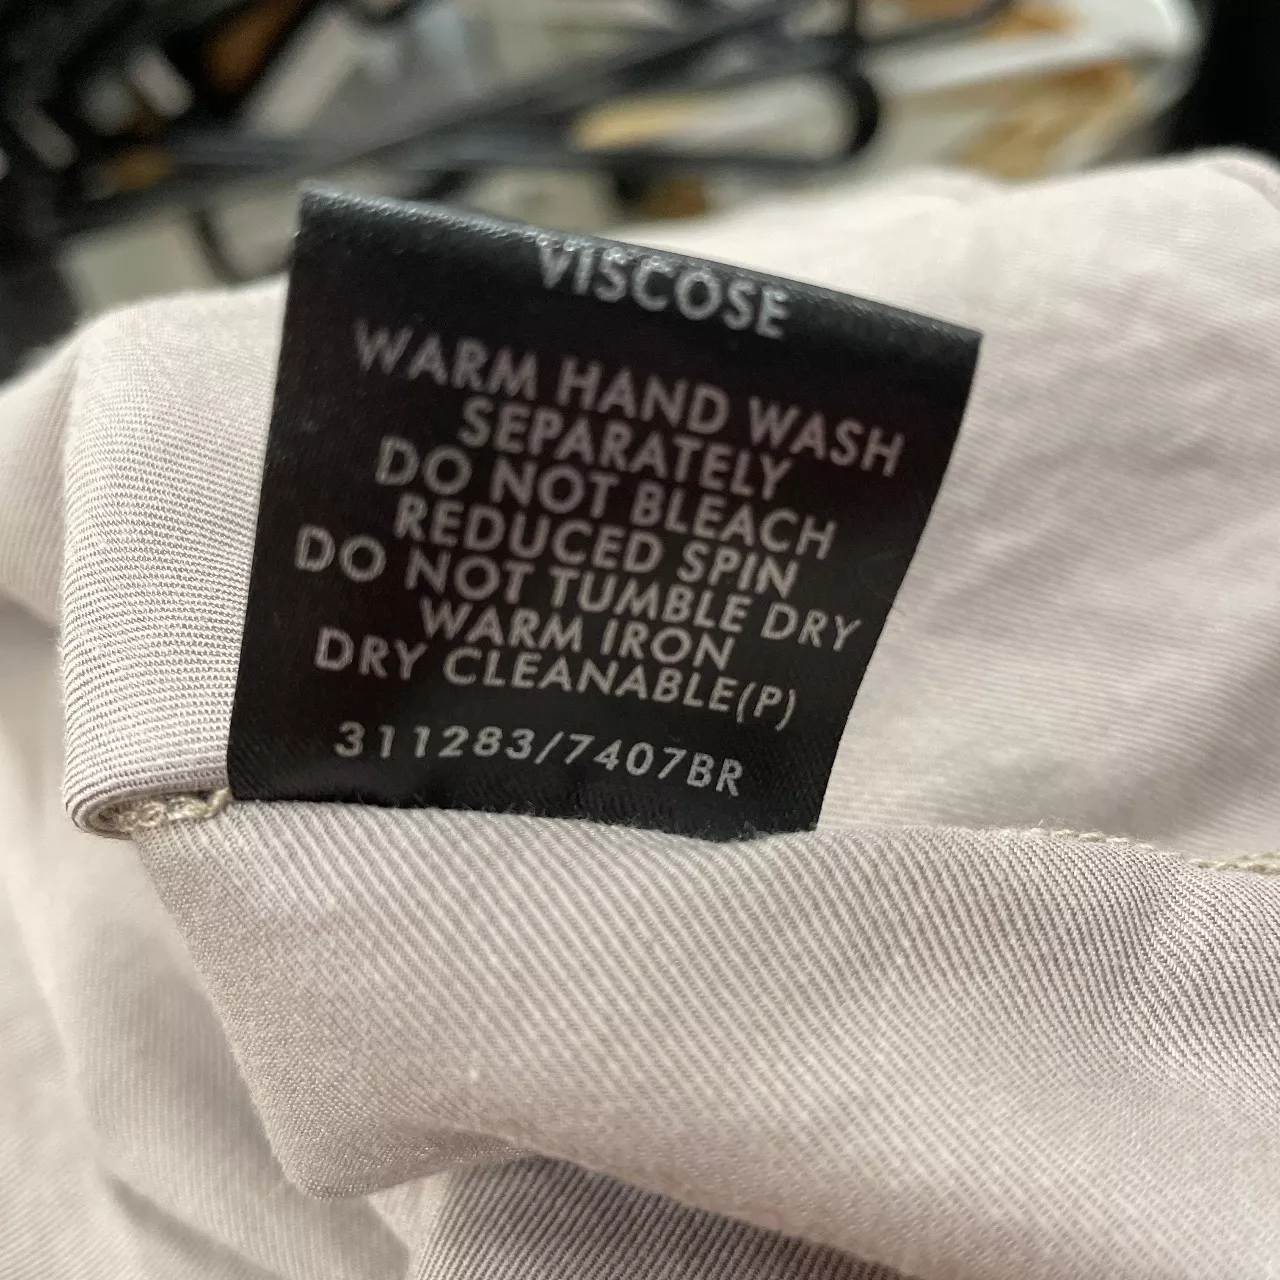 VISCOSE
WARM HAND WASH
SEPARATELY
DO NOT BLEACH
REDUCED SPIN
DO NOT TUMBLE DRY
WARM IRON
DRY CLEANABLE(P)
311283/7407BR